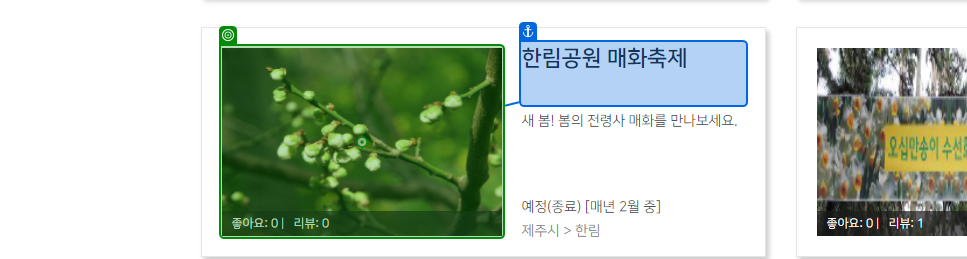 한림공원 매화축제
새 봄! 봄의 전령사 매화를 만나보세요.
예정(종료) [매년 2월 중]
제주시 > 한림
좋아요: 0 | 리뷰: 0
오십만송이 수선화
좋아요: 0 | 리뷰: 1